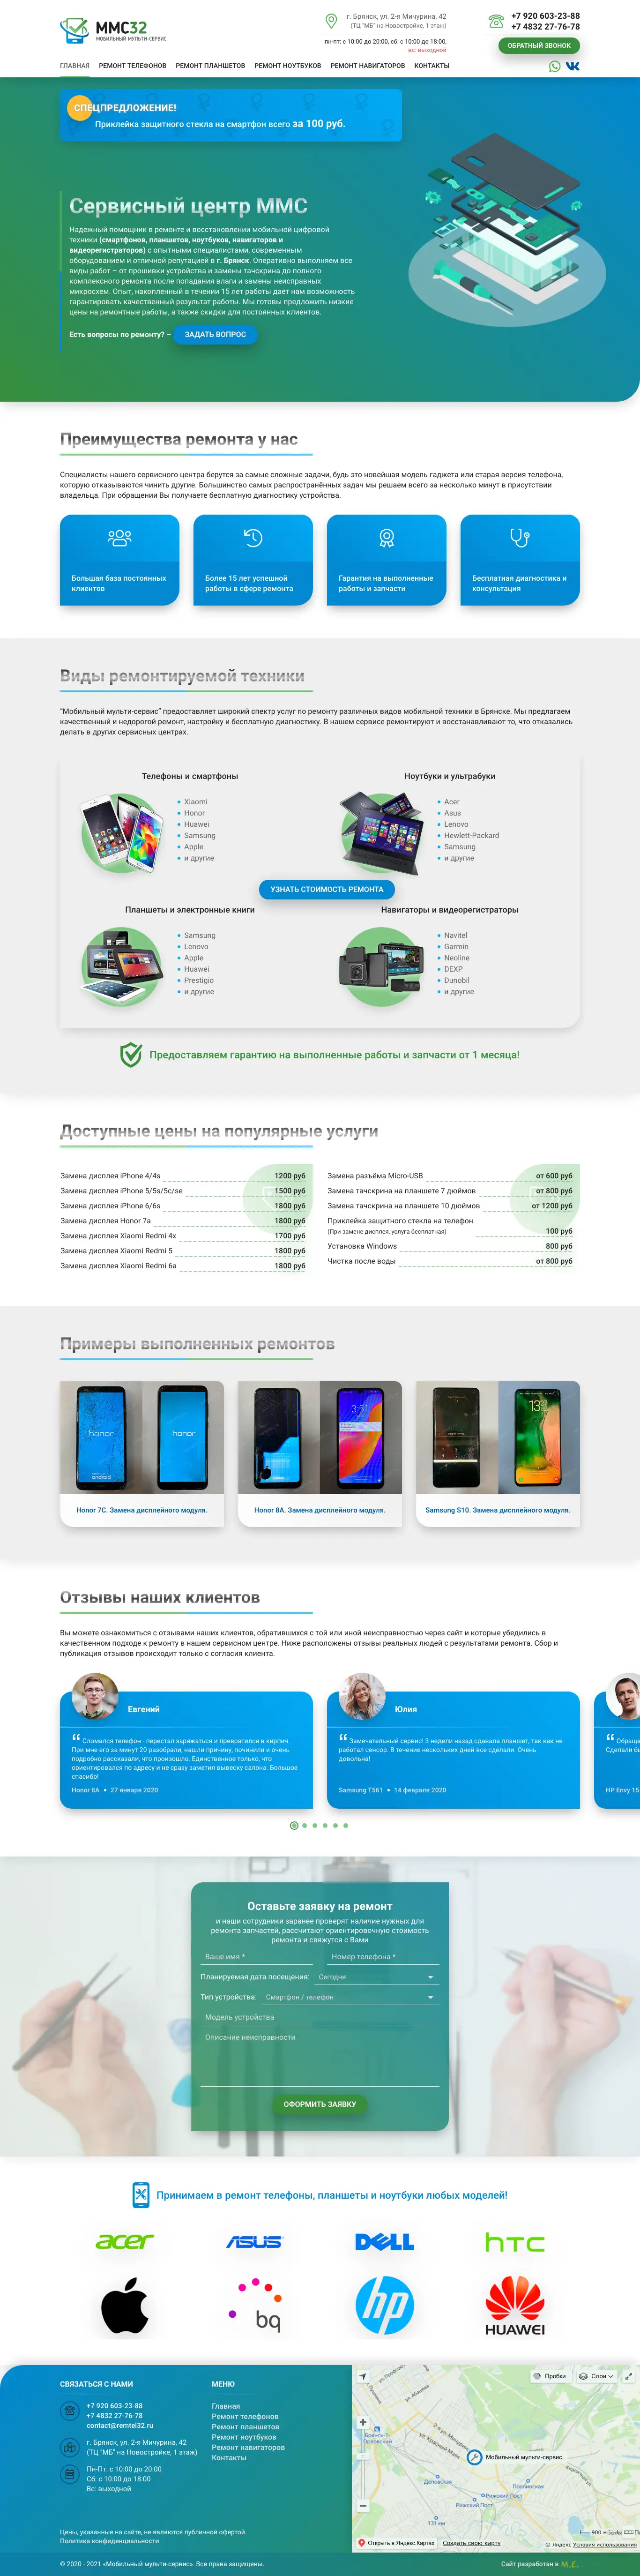 ММС32
МОБИЛЬНЫЙ МУЛЬТИ-СЕРВИС
г. Брянск, ул. 2-я Мичурина, 42
(ТЦ "МБ" на Новостройке, 1 этаж)
пн-пт: с 10:00 до 20:00, сб: с 10:00 до 18:00,
вс: выходной
+7 920 603-23-88
+7 4832 27-76-78
ОБРАТНЫЙ ЗВОНОК
ГЛАВНАЯ РЕМОНТ ТЕЛЕФОНОВ РЕМОНТ ПЛАНШЕТОВ РЕМОНТ НОУТБУКОВ РЕМОНТ НАВИГАТОРОВ КОНТАКТЫ
СПЕЦПРЕДЛОЖЕНИЕ!
Приклейка защитного стекла на смартфон всего за 100 руб.
Сервисный центр ММС
Надежный помощник в ремонте и восстановлении мобильной цифровой
техники (смартфонов, планшетов, ноутбуков, навигаторов и
видеорегистраторов) с опытными специалистами, современным
оборудованием и отличной репутацией в г. Брянск. Оперативно выполняем все
виды работ – от прошивки устройства и замены тачскрина до полного
комплексного ремонта после попадания влаги и замены неисправных
микросхем. Опыт, накопленный в течении 15 лет работы дает нам возможность
гарантировать качественный результат работы. Мы готовы предложить низкие
цены на ремонтные работы, а также скидки для постоянных клиентов.
Есть вопросы по ремонту? – ЗАДАТЬ ВОПРОС
Преимущества ремонта у нас
Специалисты нашего сервисного центра берутся за самые сложные задачи, будь это новейшая модель гаджета или старая версия телефона,
которую отказываются чинить другие. Большинство самых распространённых задач мы решаем всего за несколько минут в присутствии
владельца. При обращении Вы получаете бесплатную диагностику устройства.
Большая база постоянных
клиентов
Более 15 лет успешной
работы в сфере ремонта
Гарантия на выполненные
работы и запчасти
Бесплатная диагностика и
консультация
Виды ремонтируемой техники
"Мобильный мульти-сервис" предоставляет широкий спектр услуг по ремонту различных видов мобильной техники в Брянске. Мы предлагаем
качественный и недорогой ремонт, настройку и бесплатную диагностику. В нашем сервисе ремонтируют и восстанавливают то, что отказались
делать в других сервисных центрах.
Телефоны и смартфоны
Xiaomi
Honor
Huawei
Samsung
Apple
и другие
Ноутбуки и ультрабуки
Acer
Asus
Lenovo
Hewlett-Packard
Samsung
и другие
УЗНАТЬ СТОИМОСТЬ РЕМОНТА
Планшеты и электронные книги
Samsung
Lenovo
Apple
Huawei
Prestigio
и другие
Навигаторы и видеорегистраторы
Navitel
Garmin
Neoline
DEXP
Dunobil
и другие
Предоставляем гарантию на выполненные работы и запчасти от 1 месяца!
Доступные цены на популярные услуги
Замена дисплея iPhone 4/4s 1200 руб
Замена дисплея iPhone 5/5s/5c/se 1500 руб
Замена дисплея iPhone 6/6s 1800 руб
Замена дисплея Honor 7a 1800 руб
Замена дисплея Xiaomi Redmi 4x 1700 руб
Замена дисплея Xiaomi Redmi 5 1800 руб
Замена дисплея Xiaomi Redmi 6a 1800 руб
Замена разъёма Micro-USB от 600 руб
Замена тачскрина на планшете 7 дюймов от 800 руб
Замена тачскрина на планшете 10 дюймов от 1200 руб
Приклейка защитного стекла на телефон
(При замене дисплея, услуга бесплатная) 100 руб
Установка Windows 800 руб
Чистка после воды от 800 руб
Примеры выполненных ремонтов
honor
android
honor
3:51
13
Honor 7C. Замена дисплейного модуля.
Honor 8A. Замена дисплейного модуля.
Samsung S10. Замена дисплейного модуля.
Отзывы наших клиентов
Вы можете ознакомиться с отзывами наших клиентов, обратившихся с той или иной неисправностью через сайт и которые убедились в
качественном подходе к ремонту в нашем сервисном центре. Ниже расположены отзывы реальных людей с результатами ремонта. Сбор и
публикация отзывов происходит только с согласия клиента.
Евгений
“ Сломался телефон - перестал заряжаться и превратился в кирпич.
При мне его за минут 20 разобрали, нашли причину, починили и очень
подробно рассказали, что произошло. Единственное только, что
ориентировался по адресу и не сразу заметил вывеску салона. Большое
спасибо!
Honor 8A • 27 января 2020
Юлия
“ Замечательный сервис! 3 недели назад сдавала планшет, так как не
работал сенсор. В течение нескольких дней все сделали. Очень
довольна!
Samsung T561 • 14 февраля 2020
“ Обраща
Сделали бы
HP Envy 15
Оставьте заявку на ремонт
и наши сотрудники заранее проверят наличие нужных для
ремонта запчастей, рассчитают ориентировочную стоимость
ремонта и свяжутся с Вами
Ваше имя * Номер телефона *
Планируемая дата посещения: Сегодня
Тип устройства: Смартфон / телефон
Модель устройства
Описание неисправности
ОФОРМИТЬ ЗАЯВКУ
Принимаем в ремонт телефоны, планшеты и ноутбуки любых моделей!
acer
ASUS
DELL
hTC
bq
hp
HUAWEI
СВЯЗАТЬСЯ С НАМИ
+7 920 603-23-88
+7 4832 27-76-78
contact@remtel32.ru
г. Брянск, ул. 2-я Мичурина, 42
(ТЦ "МБ" на Новостройке, 1 этаж)
Пн-Пт: с 10:00 до 20:00
Сб: с 10:00 до 18:00
Вс: выходной
МЕНЮ
Главная
Ремонт телефонов
Ремонт планшетов
Ремонт ноутбуков
Ремонт навигаторов
Контакты
Пробки Слои
Брянск-1-
Орловский
2-я ул. Мичурина
ул. Красный Маяк
Мобильный мульти-сервис.
Деповская
Полпинская
Рижский Пост
Рижский Пост
131 км
900 м
Открыть в Яндекс.Картах Создать свою карту
© Яндекс Условия использования
Цены, указанные на сайте, не являются публичной офертой.
Политика конфиденциальности
© 2020 - 2021 «Мобильный мульти-сервис». Все права защищены.
Сайт разработан в M.E.